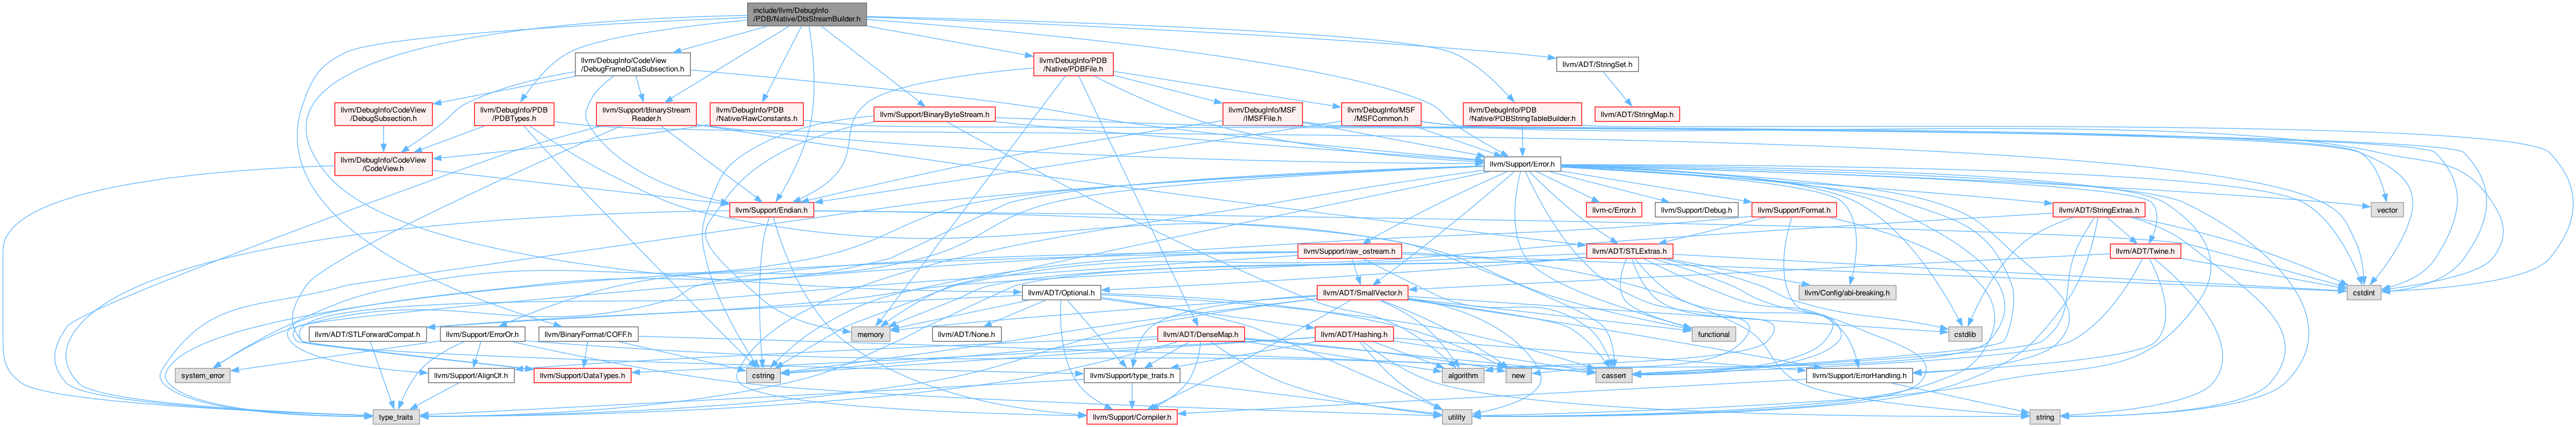 include/llvm/DebugInfo
/PDB/Native/DbiStreamBuilder.h
llvm/DebugInfo/CodeView
/DebugFrameDataSubsection.h
llvm/DebugInfo/PDB
/Native/PDBFile.h
llvm/ADT/StringSet.h
llvm/DebugInfo/CodeView
/DebugSubsection.h
llvm/DebugInfo/PDB
/PDBTypes.h
llvm/Support/BinaryStream
Reader.h
llvm/DebugInfo/PDB
/Native/RawConstants.h
llvm/Support/BinaryByteStream.h
llvm/DebugInfo/MSF
/IMSFFile.h
llvm/DebugInfo/MSF
/MSFCommon.h
llvm/DebugInfo/PDB
/Native/PDBStringTableBuilder.h
llvm/ADT/StringMap.h
llvm/DebugInfo/CodeView
/CodeView.h
llvm/Support/Error.h
llvm/Support/Endian.h
llvm-c/Error.h
llvm/Support/Debug.h
llvm/Support/Format.h
llvm/ADT/StringExtras.h
vector
llvm/Support/raw_ostream.h
llvm/ADT/STLExtras.h
llvm/ADT/Twine.h
llvm/ADT/Optional.h
llvm/ADT/SmallVector.h
llvm/Config/abi-breaking.h
cstdint
llvm/ADT/STLForwardCompat.h
llvm/Support/ErrorOr.h
llvm/BinaryFormat/COFF.h
memory
llvm/ADT/None.h
llvm/ADT/DenseMap.h
llvm/ADT/Hashing.h
functional
cstdlib
system_error
llvm/Support/AlignOf.h
llvm/Support/DataTypes.h
cstring
llvm/Support/type_traits.h
algorithm
new
cassert
llvm/Support/ErrorHandling.h
type_traits
llvm/Support/Compiler.h
utility
string